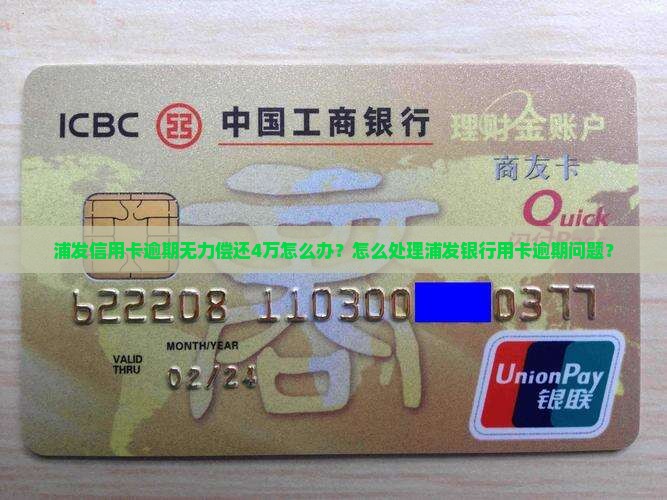 ICBC 中国工商银行 理财金账户
商友卡
Quick
浦发信用卡逾期无力偿还4万怎么办？怎么处理浦发银行用卡逾期问题？
622208 110300 0377
MONTH/YEAR
VALID THRU
02/24
UnionPay
银联
商